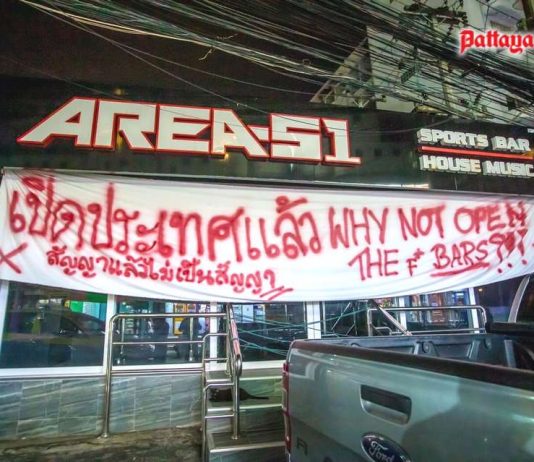 Pattaya
AREA-51
SPORTS BAR
HOUSE MUSIC
เปิดประเทศแล้ว WHY NOT OPEN
สัญญาแล้วไม่เป็นสัญญา THE F* BARS???!
Ford